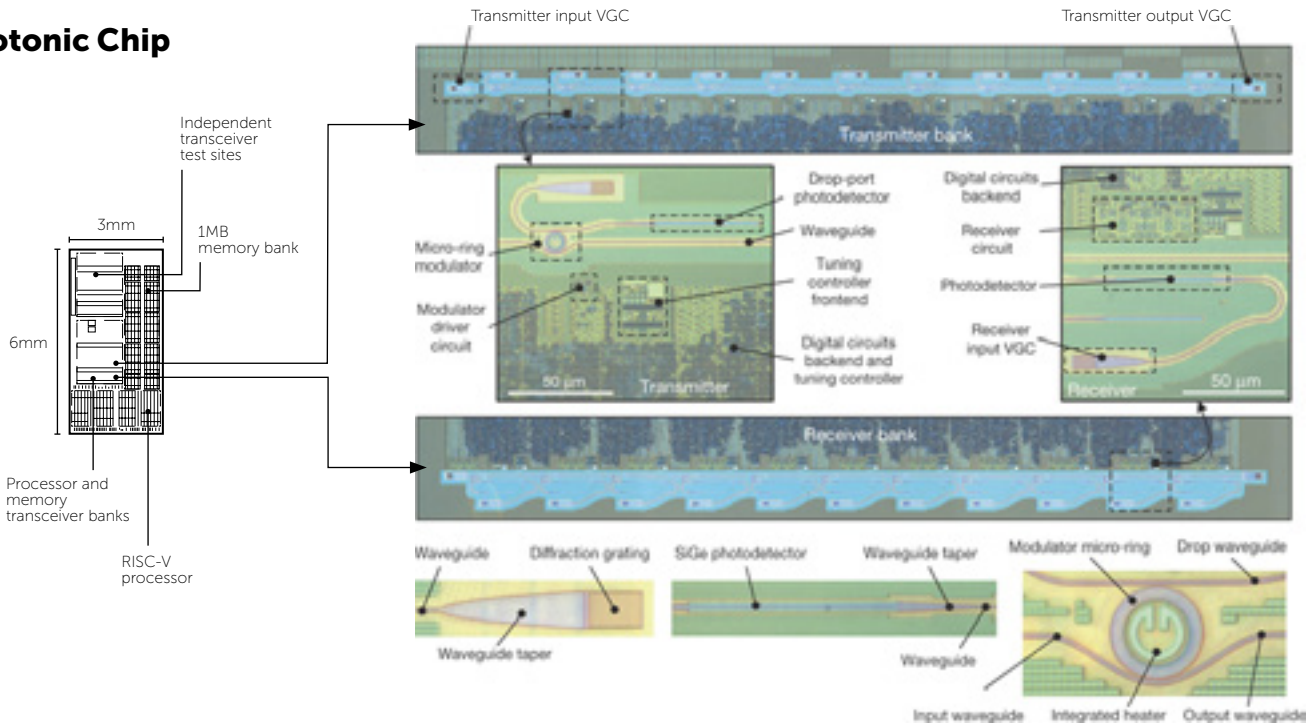 otonic Chip
Transmitter input VGC
Transmitter output VGC
Transmitter bank
Independent
transceiver
test sites
3mm
1MB
memory bank
6mm
Processor and
memory
transceiver banks
RISC-V
processor
Micro-ring
modulator
Modulator
driver
circuit
Drop-port
photodetector
Waveguide
Tuning
controller
frontend
Digital circuits
backend and
tuning controller
50 µm
Transmitter
Digital circuits
backend
Receiver
circuit
Photodetector
Receiver
input VGC
Receiver
50 µm
Receiver bank
Waveguide
Diffraction grating
Waveguide taper
SiGe photodetector
Waveguide taper
Waveguide
Modulator micro-ring
Drop waveguide
Input waveguide
Integrated heater
Output waveguide